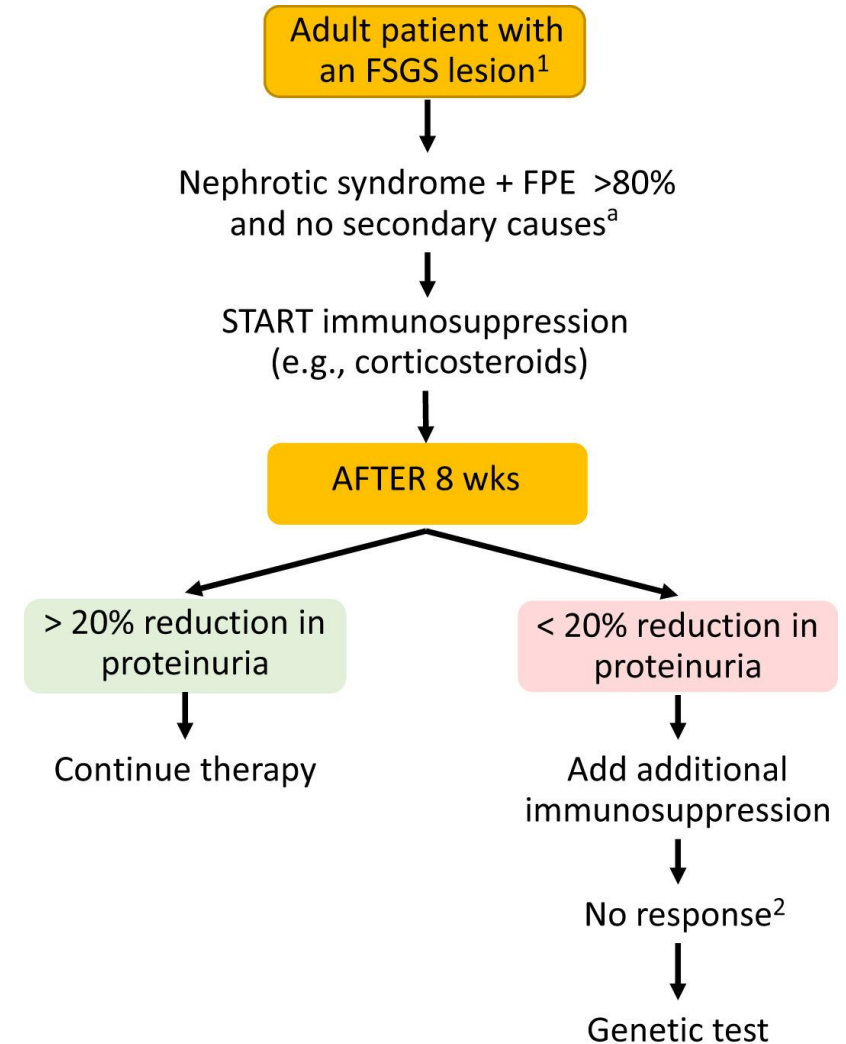 Adult patient with
an FSGS lesion¹
Nephrotic syndrome + FPE >80%
and no secondary causesᵃ
START immunosuppression
(e.g., corticosteroids)
AFTER 8 wks
> 20% reduction in
proteinuria
< 20% reduction in
proteinuria
Continue therapy
Add additional
immunosuppression
No response²
Genetic test